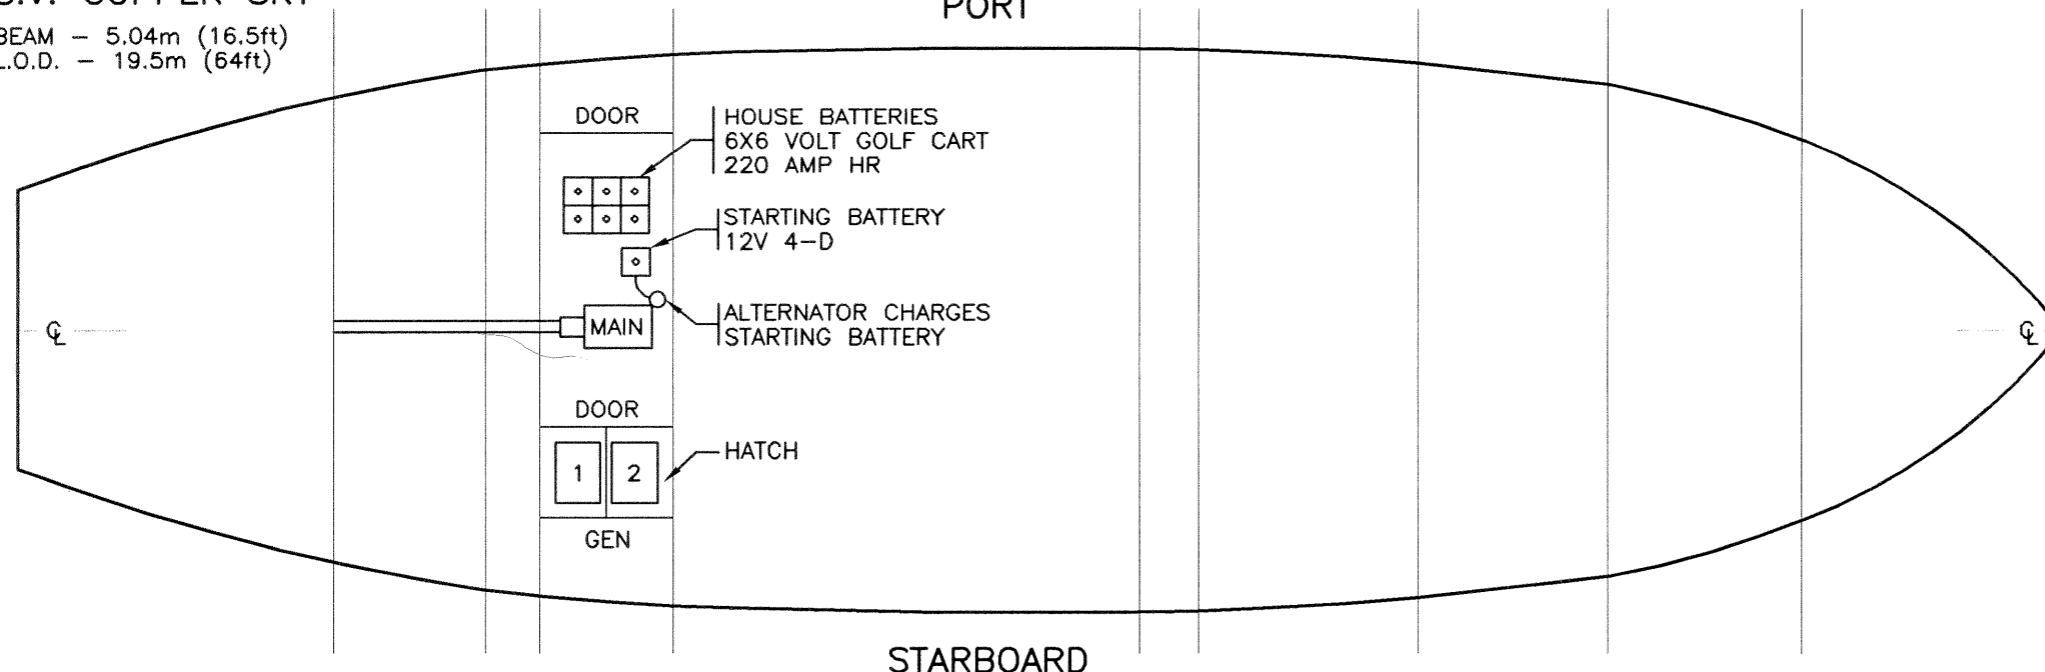 BEAM – 5.04m (16.5ft)
L.O.D. – 19.5m (64ft)
PORT
DOOR
HOUSE BATTERIES
6X6 VOLT GOLF CART
220 AMP HR
STARTING BATTERY
12V 4-D
ALTERNATOR CHARGES
STARTING BATTERY
MAIN
℄
℄
DOOR
HATCH
1
2
GEN
STARBOARD